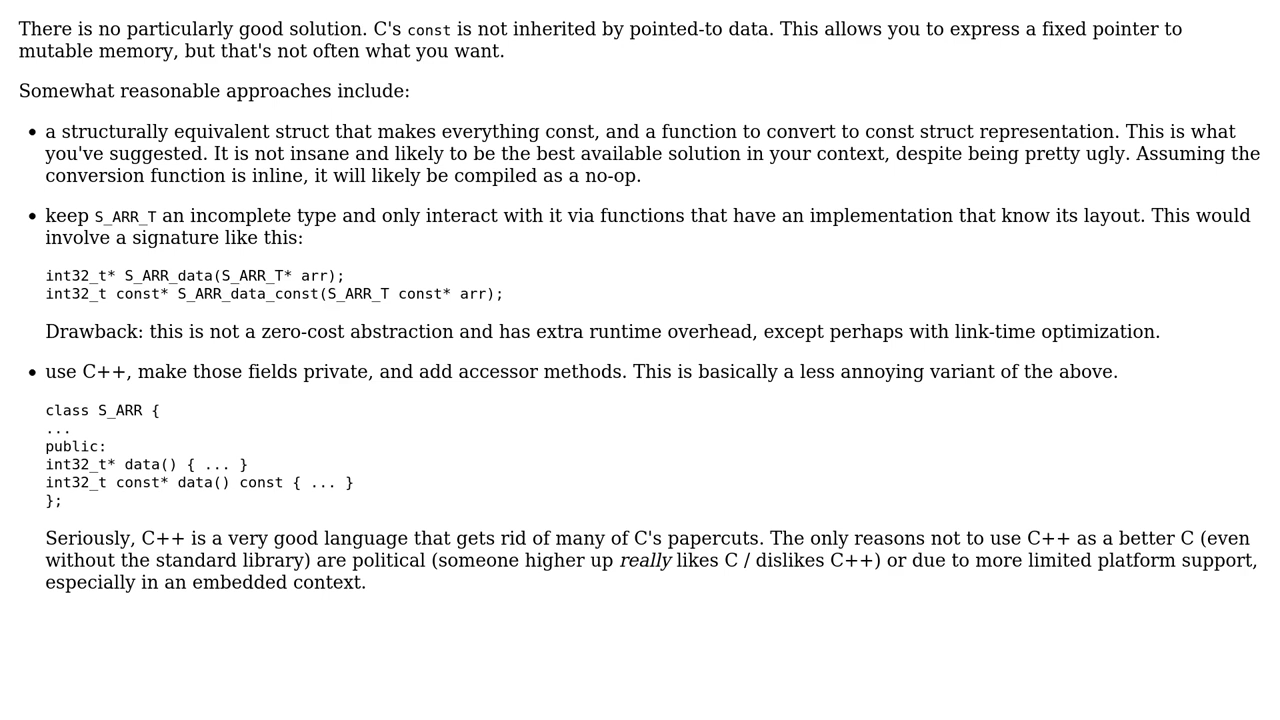 There is no particularly good solution. C's const is not inherited by pointed-to data. This allows you to express a fixed pointer to
mutable memory, but that's not often what you want.
Somewhat reasonable approaches include:
• a structurally equivalent struct that makes everything const, and a function to convert to const struct representation. This is what
you've suggested. It is not insane and likely to be the best available solution in your context, despite being pretty ugly. Assuming the
conversion function is inline, it will likely be compiled as a no-op.
• keep S_ARR_T an incomplete type and only interact with it via functions that have an implementation that know its layout. This would
involve a signature like this:
int32_t* S_ARR_data(S_ARR_T* arr);
int32_t const* S_ARR_data_const(S_ARR_T const* arr);
Drawback: this is not a zero-cost abstraction and has extra runtime overhead, except perhaps with link-time optimization.
• use C++, make those fields private, and add accessor methods. This is basically a less annoying variant of the above.
class S_ARR {
...
public:
int32_t* data() { ... }
int32_t const* data() const { ... }
};
Seriously, C++ is a very good language that gets rid of many of C's papercuts. The only reasons not to use C++ as a better C (even
without the standard library) are political (someone higher up really likes C / dislikes C++) or due to more limited platform support,
especially in an embedded context.